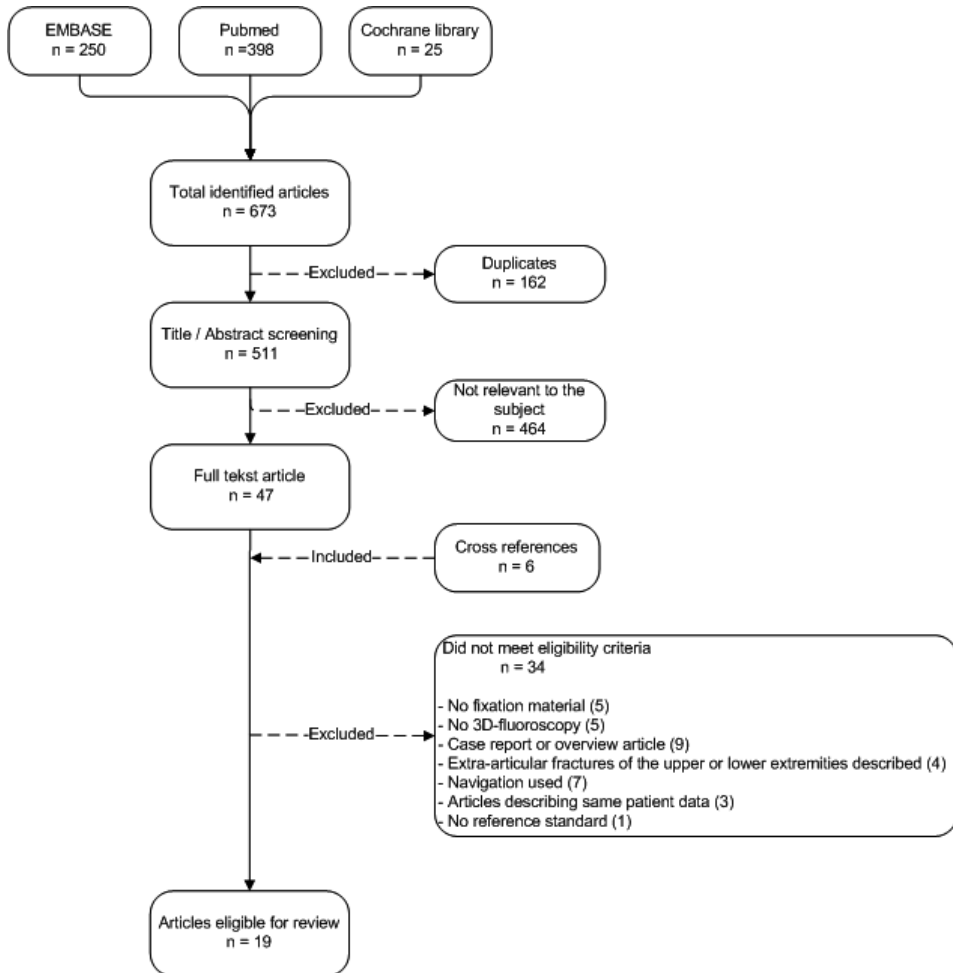 EMBASE
n = 250
Pubmed
n =398
Cochrane library
n = 25
Total identified articles
n = 673
Excluded
Duplicates
n = 162
Title / Abstract screening
n = 511
Excluded
Not relevant to the
subject
n = 464
Full tekst article
n = 47
Included
Cross references
n = 6
Did not meet eligibility criteria
n = 34
- No fixation material (5)
- No 3D-fluoroscopy (5)
- Case report or overview article (9)
- Extra-articular fractures of the upper or lower extremities described (4)
- Navigation used (7)
- Articles describing same patient data (3)
- No reference standard (1)
Excluded
Articles eligible for review
n = 19